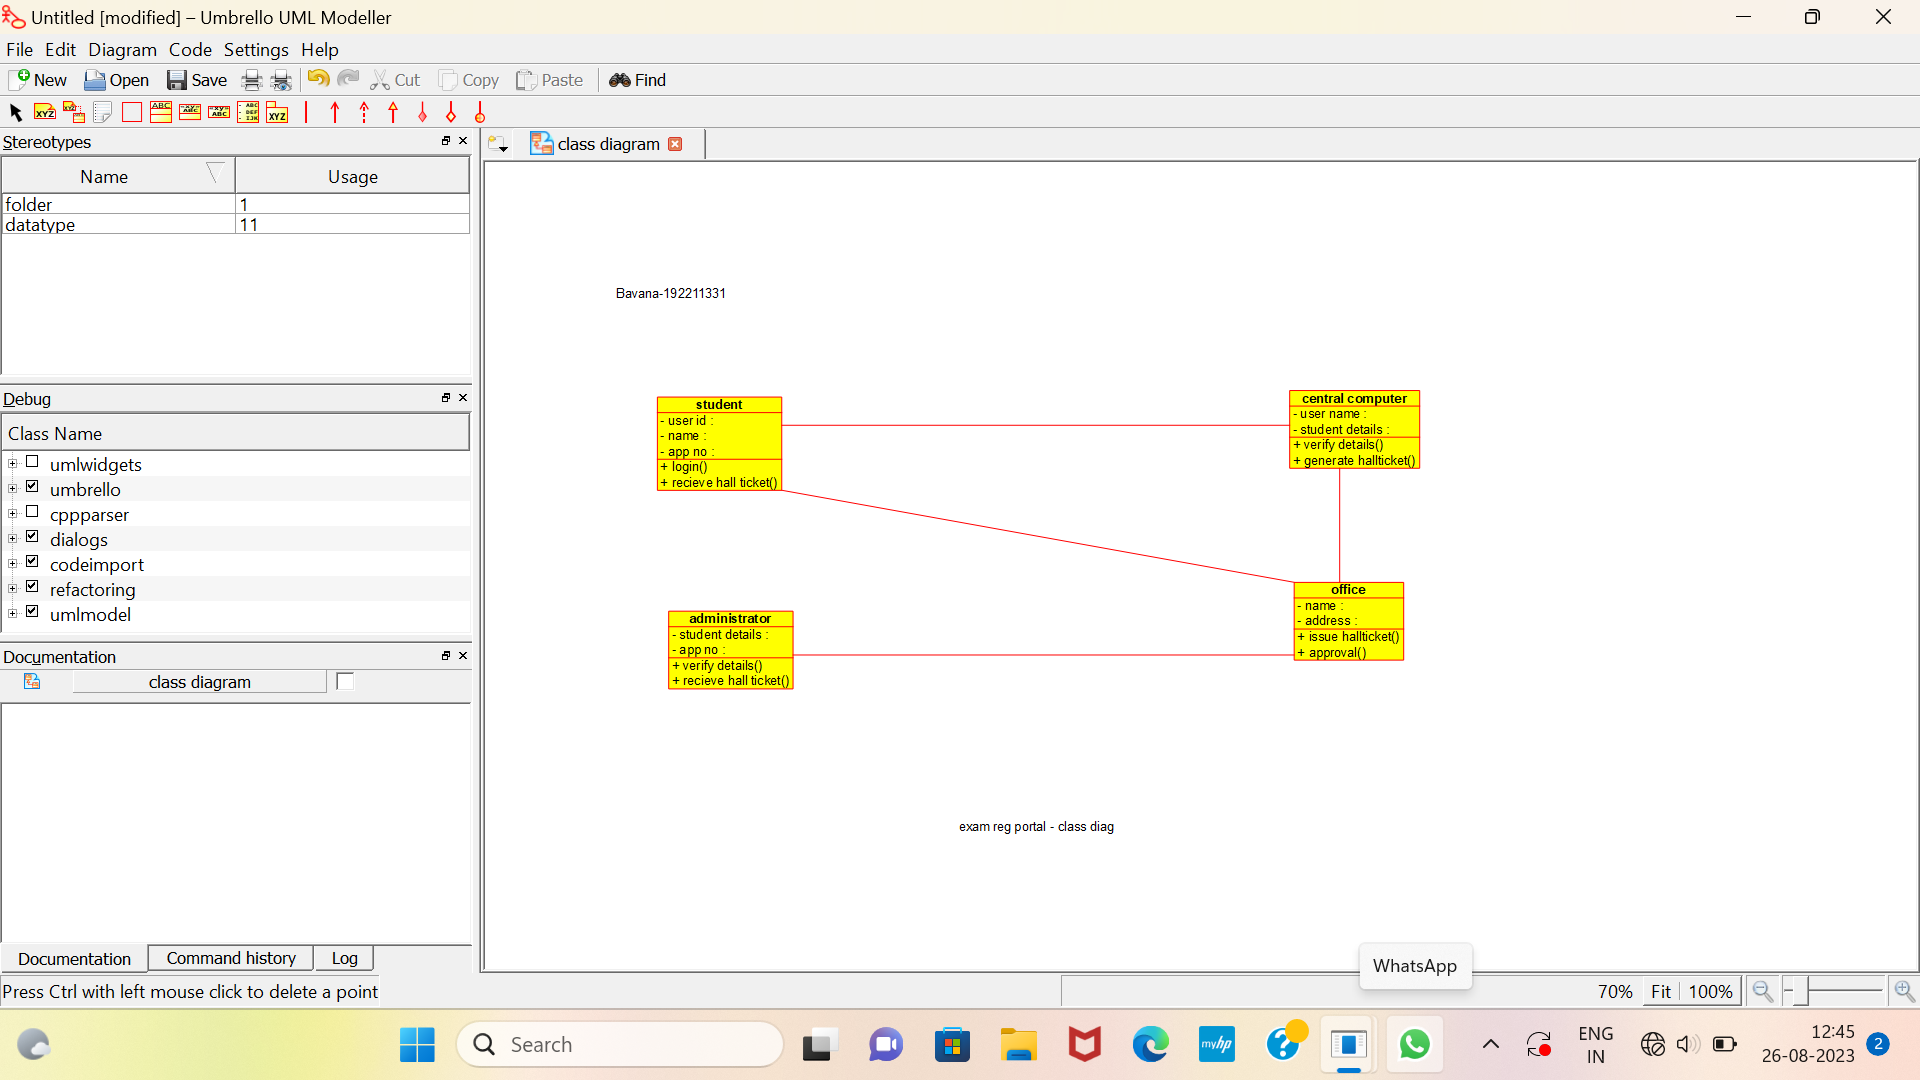 Untitled [modified] – Umbrello UML Modeller
File Edit Diagram Code Settings Help
New Open Save Cut Copy Paste Find
Stereotypes
class diagram
Name Usage
folder 1
datatype 11
Bavana-192211331
Debug
Class Name
umlwidgets
umbrello
cppparser
dialogs
codeimport
refactoring
umlmodel
student
- user id :
- name :
- app no :
+ login()
+ recieve hall ticket()
central computer
- user name :
- student details :
+ verify details()
+ generate hallticket()
administrator
- student details :
- app no :
+ verify details()
+ recieve hall ticket()
office
- name :
- address :
+ issue hallticket()
+ approval()
exam reg portal - class diag
Documentation
class diagram
Documentation Command history Log
WhatsApp
Press Ctrl with left mouse click to delete a point
70% Fit 100%
Search
myhp
ENG
IN
12:45
26-08-2023
2